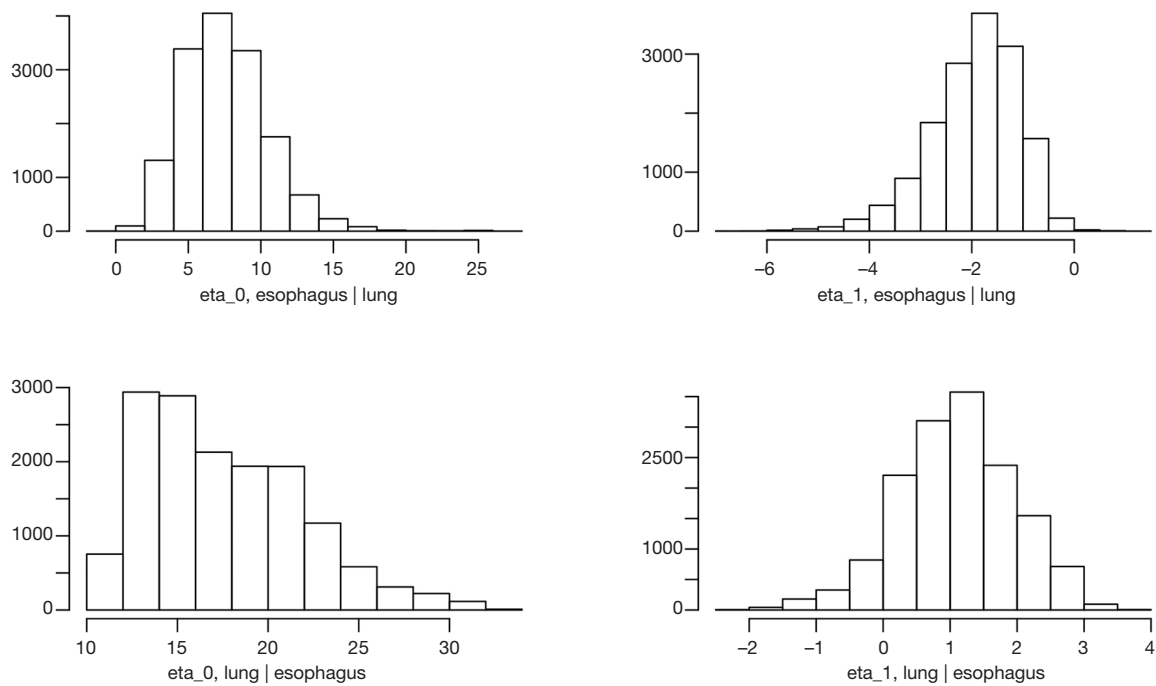 3000
1000
0
0 5 10 15 20 25
eta_0, esophagus | lung
3000
1000
0
–6 –4 –2 0
eta_1, esophagus | lung
3000
2000
1000
0
10 15 20 25 30
eta_0, lung | esophagus
2500
1000
0
–2 –1 0 1 2 3 4
eta_1, lung | esophagus